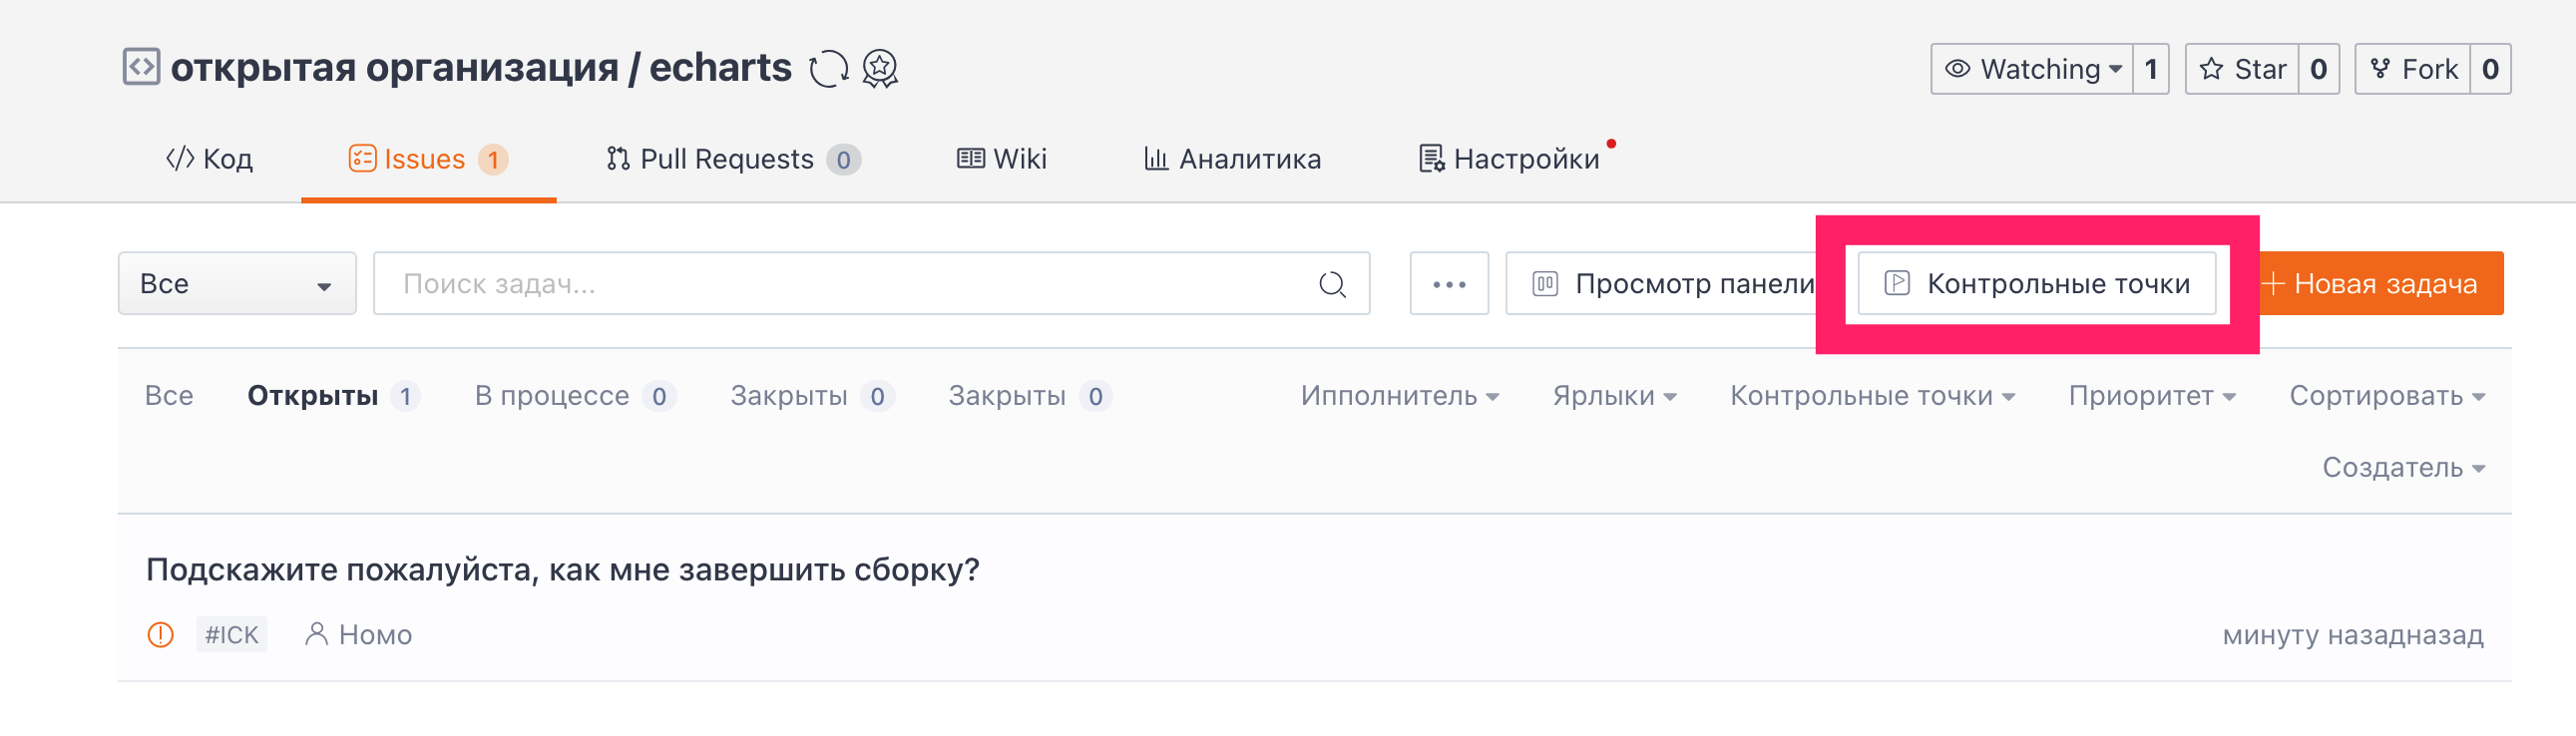 открытая организация / echarts
Watching 1 Star 0 Fork 0
Код Issues 1 Pull Requests 0 Wiki Аналитика Настройки
Все Поиск задач... Просмотр панели Контрольные точки + Новая задача
Все Открыты 1 В процессе 0 Закрыты 0 Закрыты 0 Ипполнитель Ярлыки Контрольные точки Приоритет Сортировать
Создатель
Подскажите пожалуйста, как мне завершить сборку?
#ICK Номо минуту назадназад